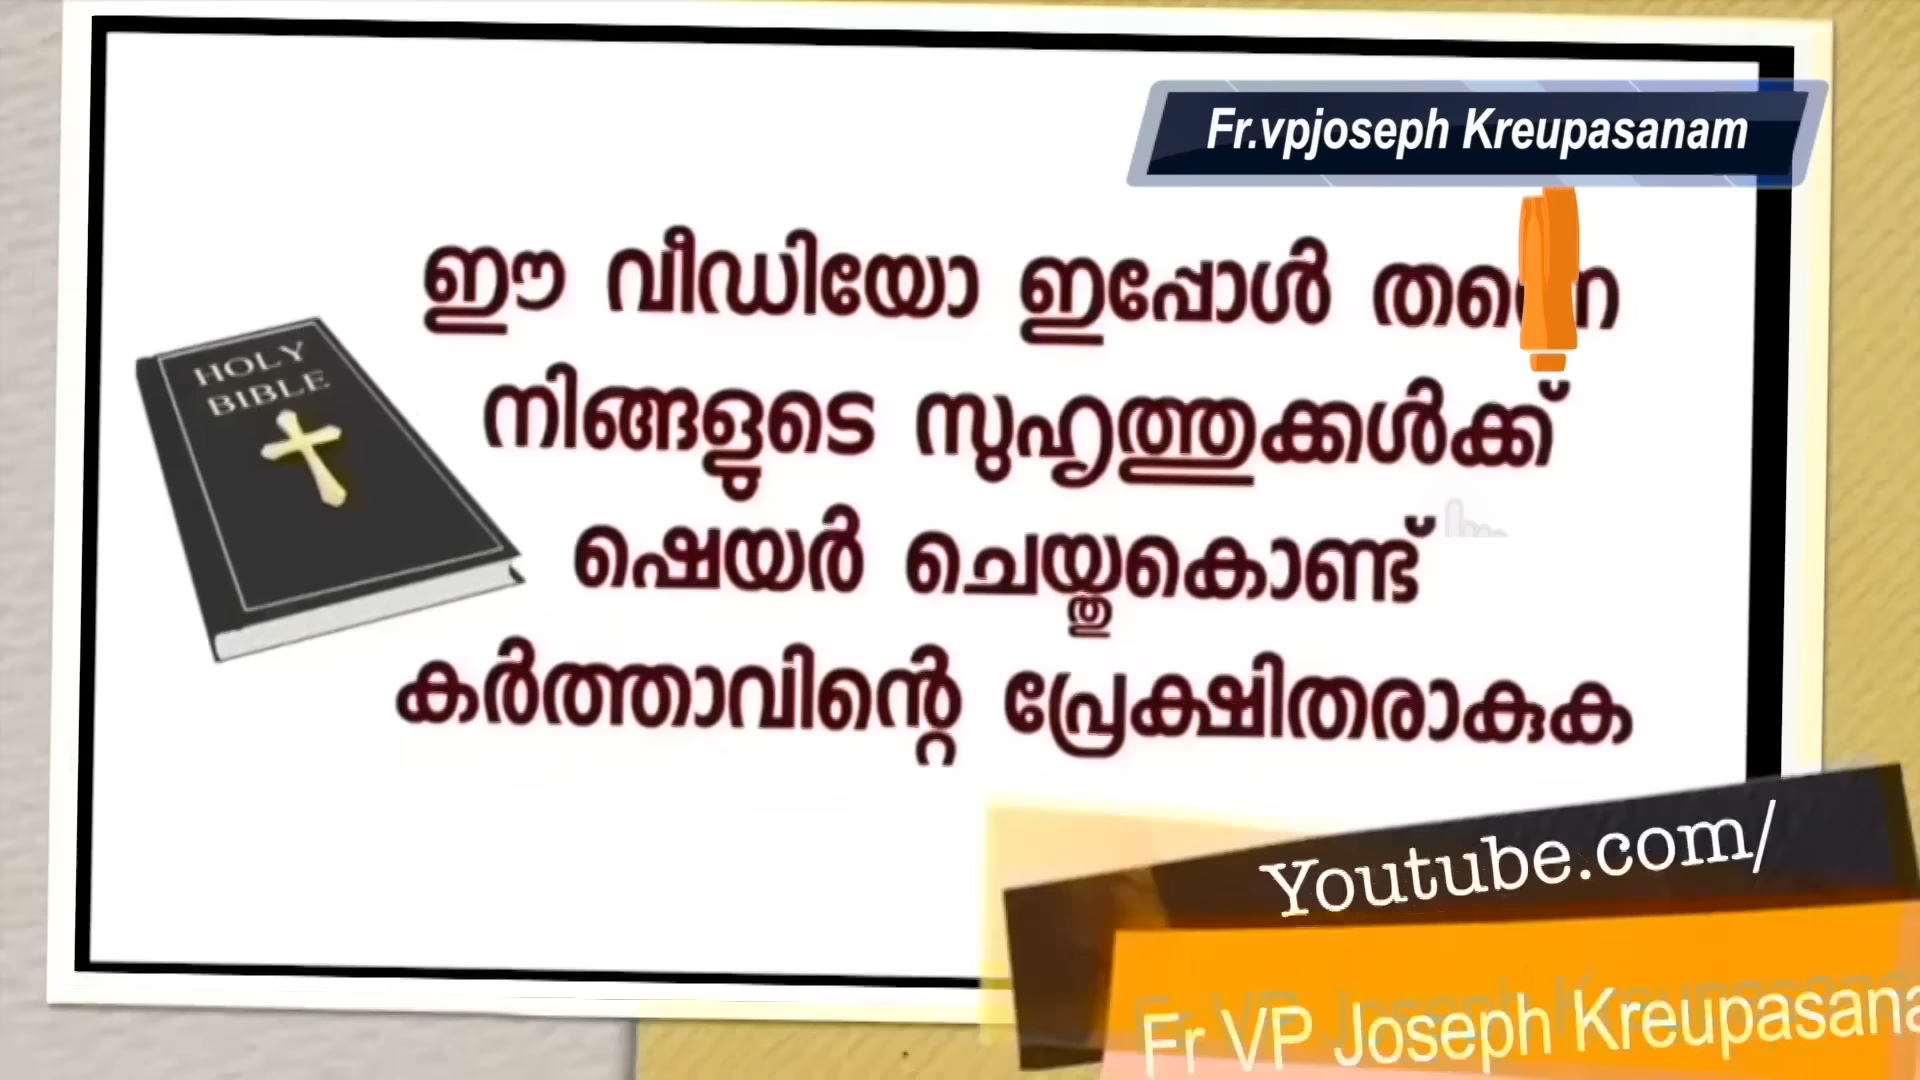 Fr.vpjoseph Kreupasanam
ഈ വീഡിയോ ഇപ്പോൾ തന്നെ
നിങ്ങളുടെ സുഹൃത്തുക്കൾക്ക്
ഷെയർ ചെയ്തുകൊണ്ട്
കർത്താവിന്റെ പ്രേക്ഷിതരാകുക
HOLY
BIBLE
Youtube.com/
Fr VP Joseph Kreupasana